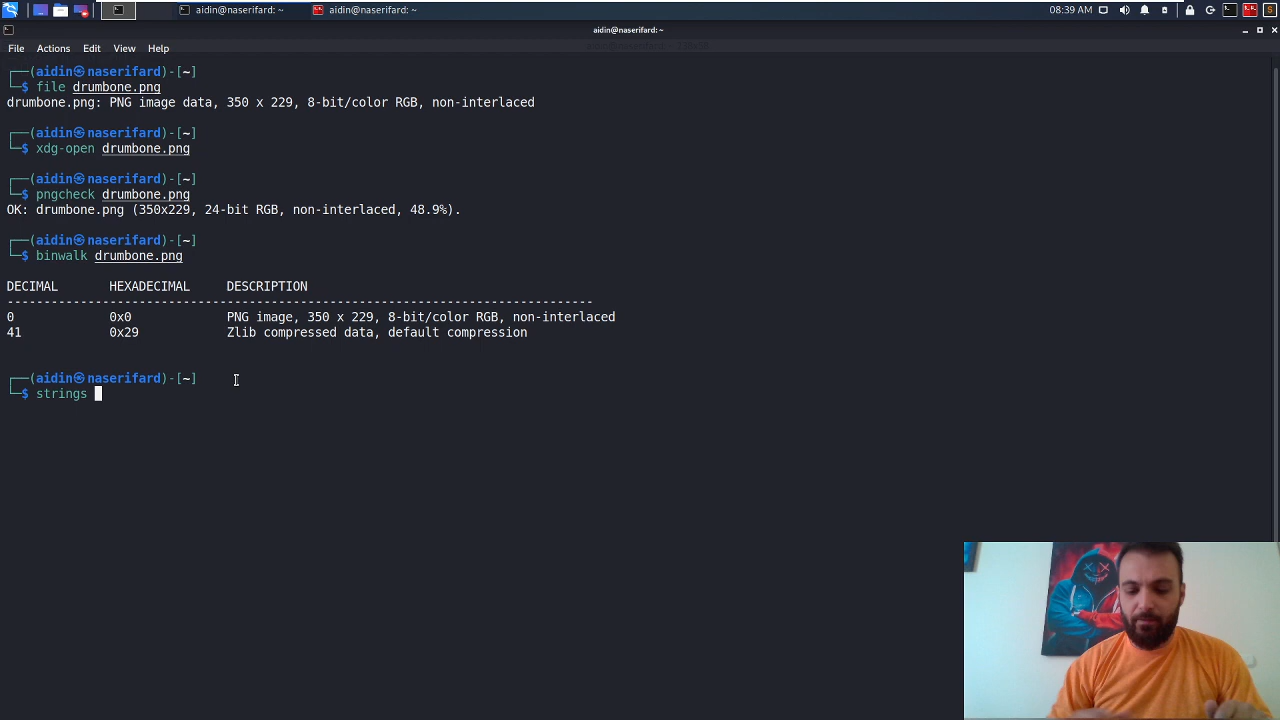 aidin@naserifard: ~
aidin@naserifard: ~
08:39 AM
aidin@naserifard:~
File Actions Edit View Help
┌──(aidin㉿naserifard)-[~]
└─$ file drumbone.png
drumbone.png: PNG image data, 350 x 229, 8-bit/color RGB, non-interlaced
┌──(aidin㉿naserifard)-[~]
└─$ xdg-open drumbone.png
┌──(aidin㉿naserifard)-[~]
└─$ pngcheck drumbone.png
OK: drumbone.png (350x229, 24-bit RGB, non-interlaced, 48.9%).
┌──(aidin㉿naserifard)-[~]
└─$ binwalk drumbone.png
DECIMAL HEXADECIMAL DESCRIPTION
--------------------------------------------------------------------------------
0 0x0 PNG image, 350 x 229, 8-bit/color RGB, non-interlaced
41 0x29 Zlib compressed data, default compression
┌──(aidin㉿naserifard)-[~]
└─$ strings